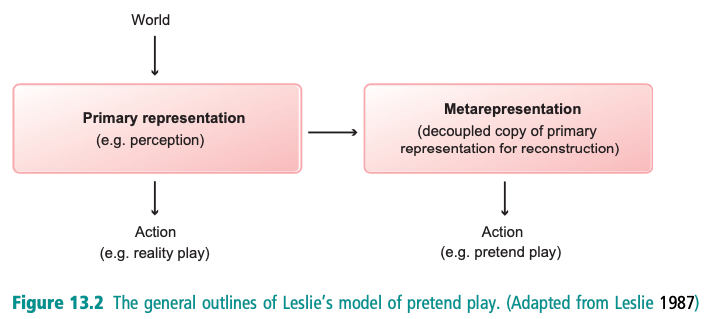 World
Primary representation
(e.g. perception)
Metarepresentation
(decoupled copy of primary
representation for reconstruction)
Action
(e.g. reality play)
Action
(e.g. pretend play)
Figure 13.2 The general outlines of Leslie's model of pretend play. (Adapted from Leslie 1987)